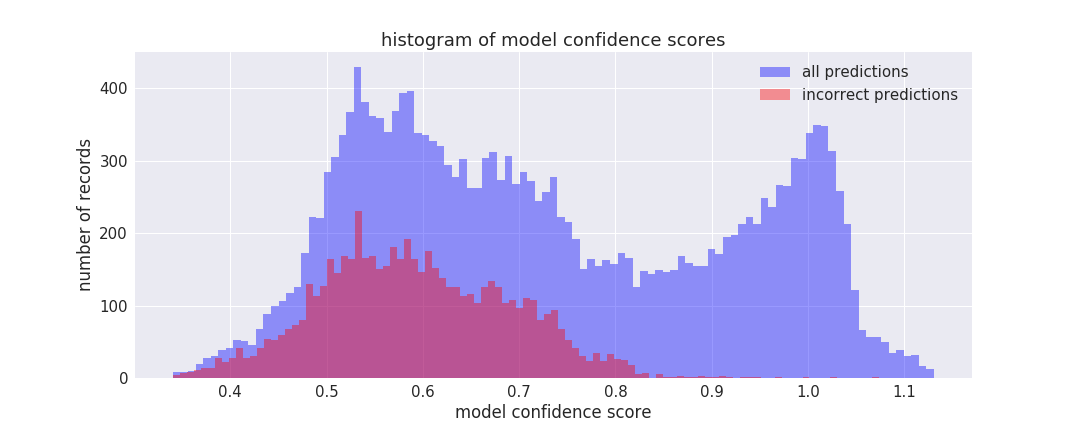 histogram of model confidence scores
all predictions
incorrect predictions
number of records
400
300
200
100
0
0.4 0.5 0.6 0.7 0.8 0.9 1.0 1.1
model confidence score